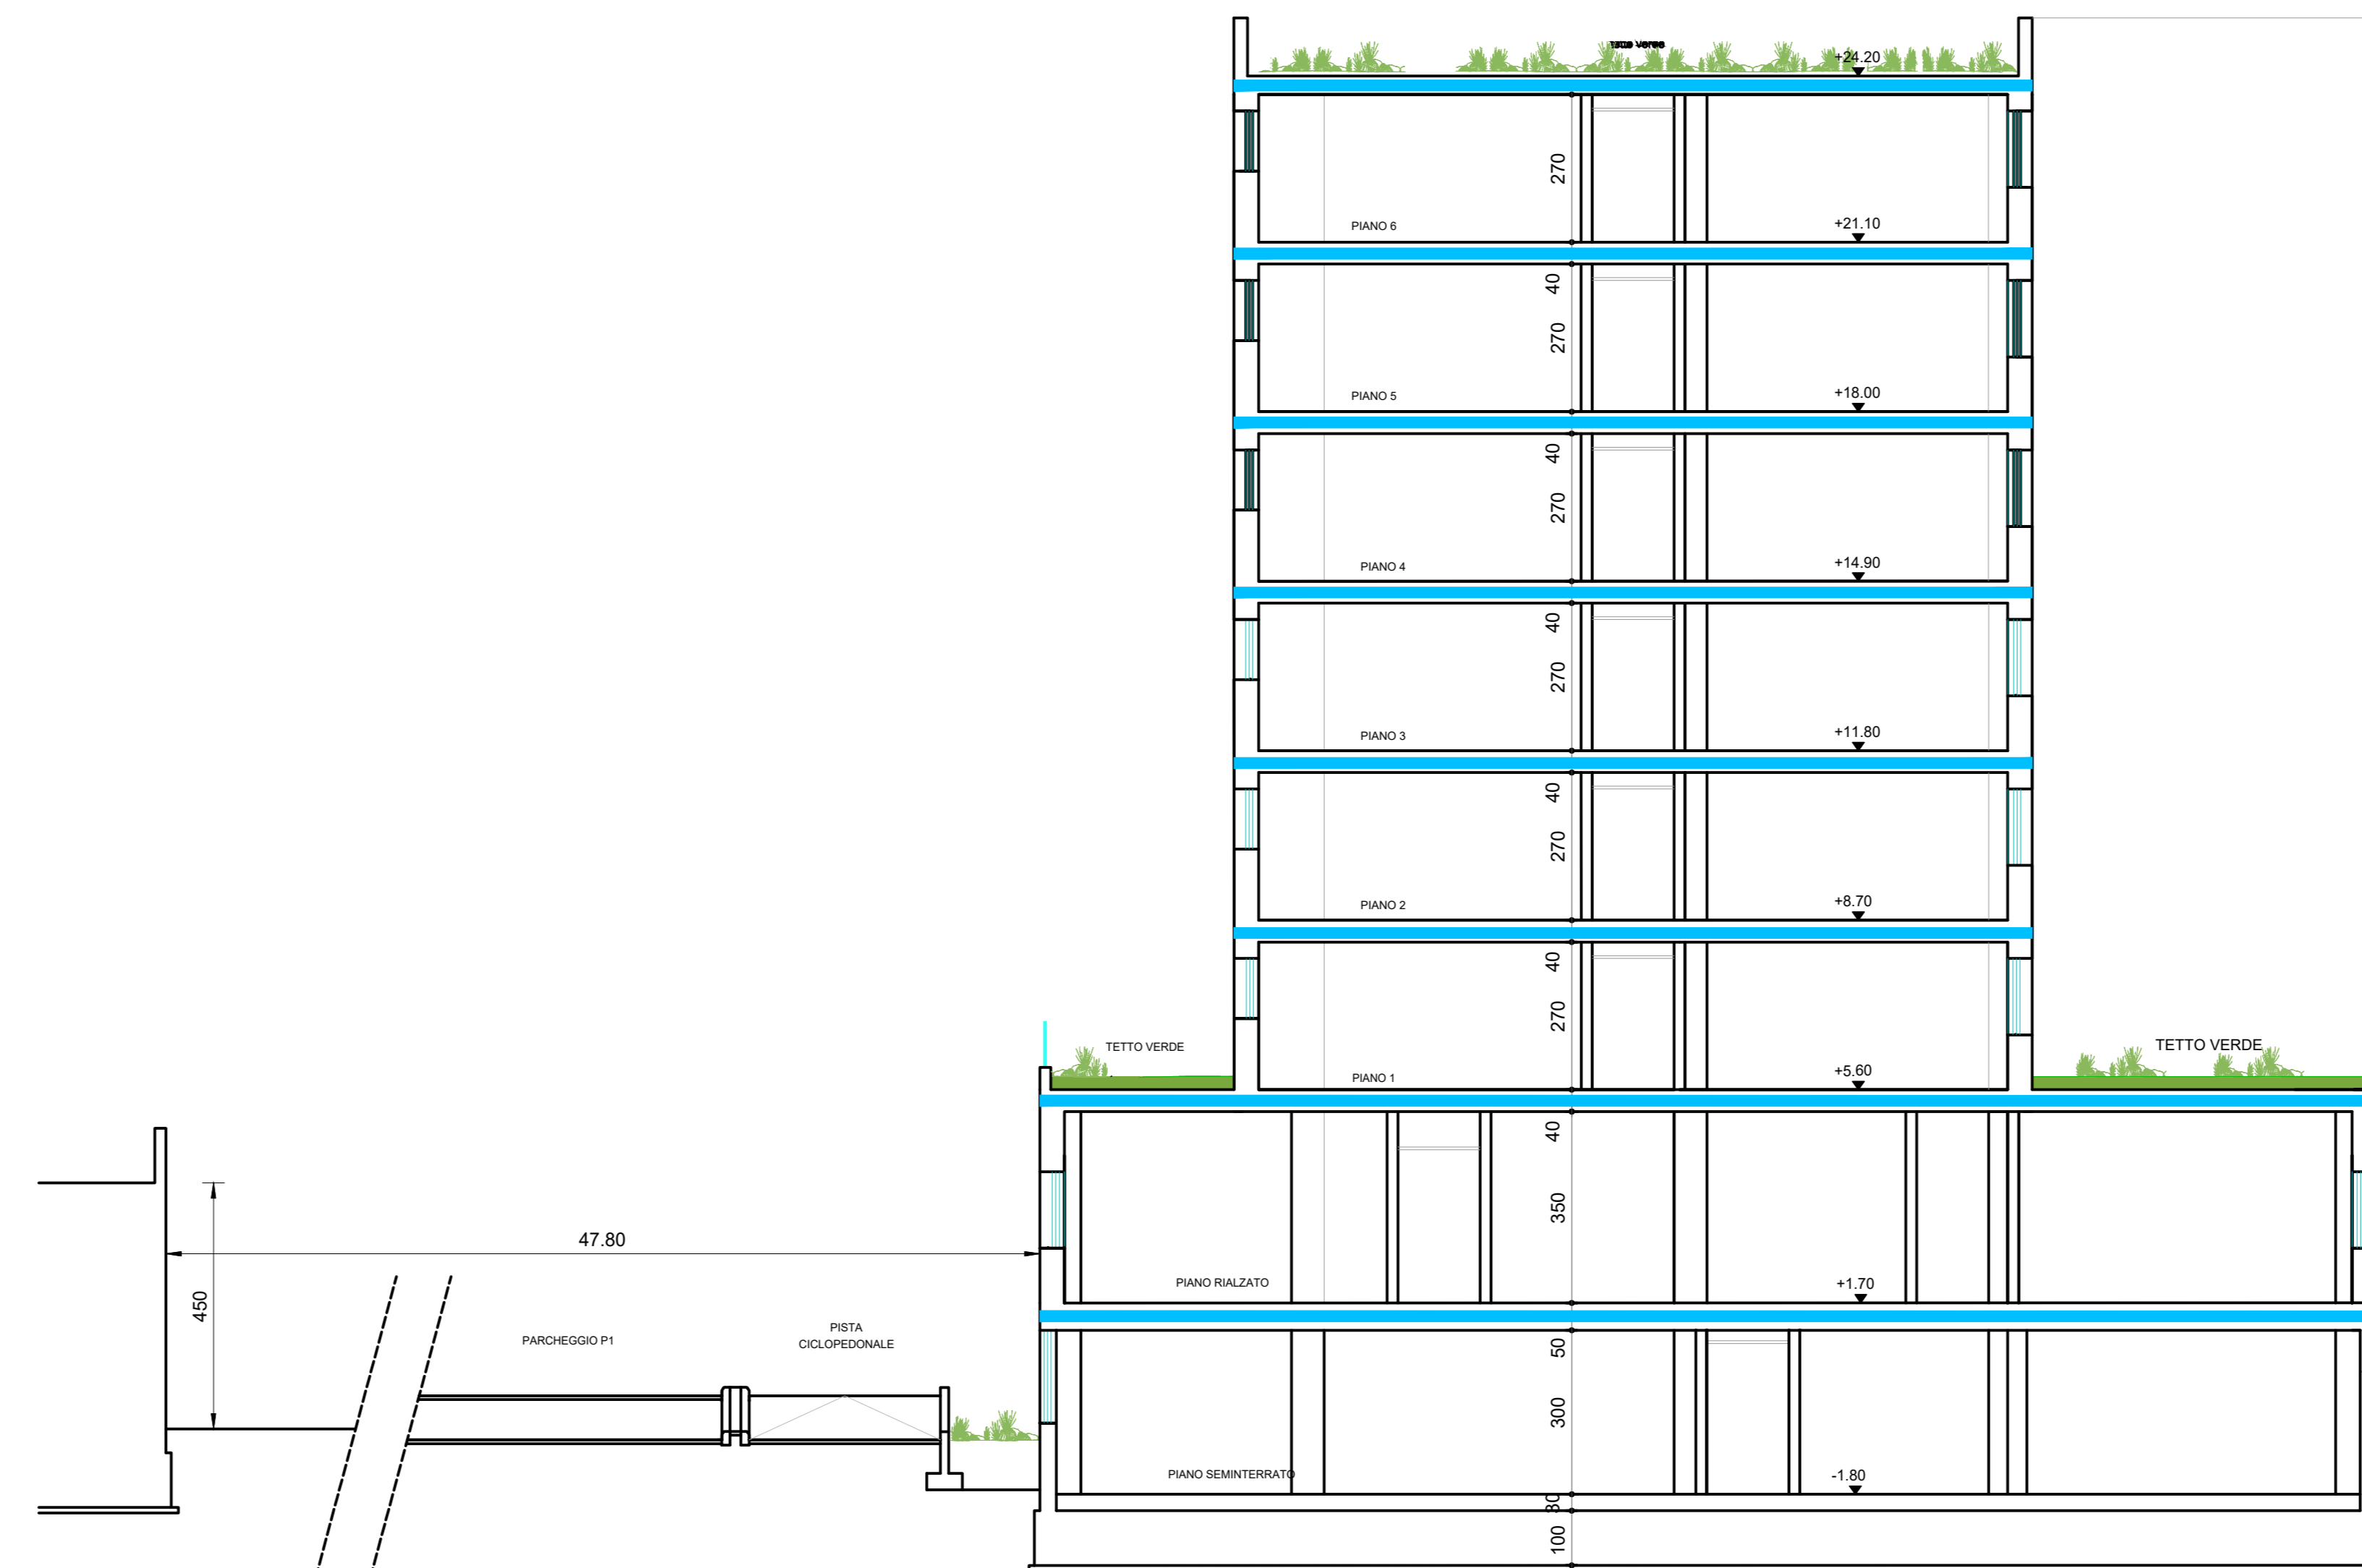 +24.20
270
PIANO 6
+21.10
40
270
PIANO 5
+18.00
40
270
PIANO 4
+14.90
40
270
PIANO 3
+11.80
40
270
PIANO 2
+8.70
40
270
TETTO VERDE
TETTO VERDE
PIANO 1
+5.60
40
350
47.80
PIANO RIALZATO
+1.70
450
PISTA
CICLOPEDONALE
PARCHEGGIO P1
50
300
PIANO SEMINTERRATO
-1.80
30
100